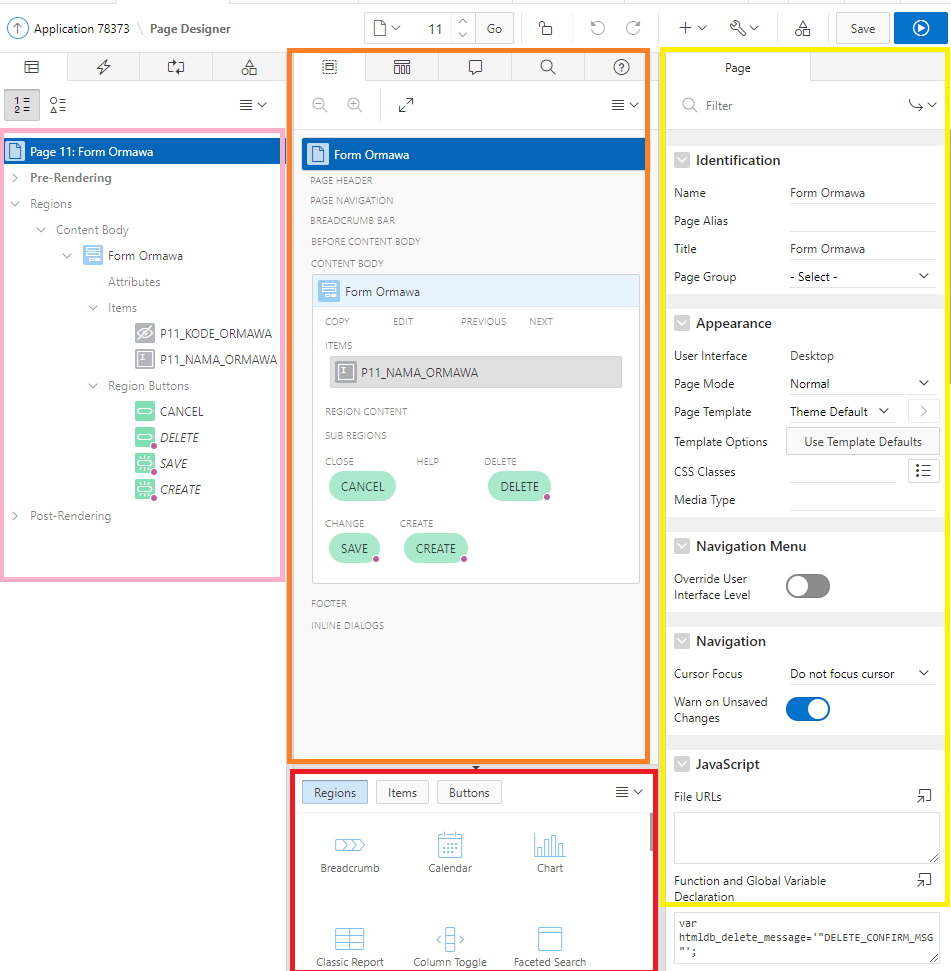 Application 78373 \ Page Designer
11 Go
Save
Page 11: Form Ormawa
Pre-Rendering
Regions
Content Body
Form Ormawa
Attributes
Items
P11_KODE_ORMAWA
P11_NAMA_ORMAWA
Region Buttons
CANCEL
DELETE
SAVE
CREATE
Post-Rendering
Form Ormawa
PAGE HEADER
PAGE NAVIGATION
BREADCRUMB BAR
BEFORE CONTENT BODY
CONTENT BODY
Form Ormawa
COPY EDIT PREVIOUS NEXT
ITEMS
P11_NAMA_ORMAWA
REGION CONTENT
SUB REGIONS
CLOSE HELP DELETE
CANCEL DELETE
CHANGE CREATE
SAVE CREATE
FOOTER
INLINE DIALOGS
Regions Items Buttons
Breadcrumb Calendar Chart
Classic Report Column Toggle Faceted Search
Page
Filter
Identification
Name Form Ormawa
Page Alias
Title Form Ormawa
Page Group - Select -
Appearance
User Interface Desktop
Page Mode Normal
Page Template Theme Default
Template Options Use Template Defaults
CSS Classes
Media Type
Navigation Menu
Override User
Interface Level
Navigation
Cursor Focus Do not focus cursor
Warn on Unsaved
Changes
JavaScript
File URLs
Function and Global Variable
Declaration
var
htmldb_delete_message='"DELETE_CONFIRM_MSG
"';